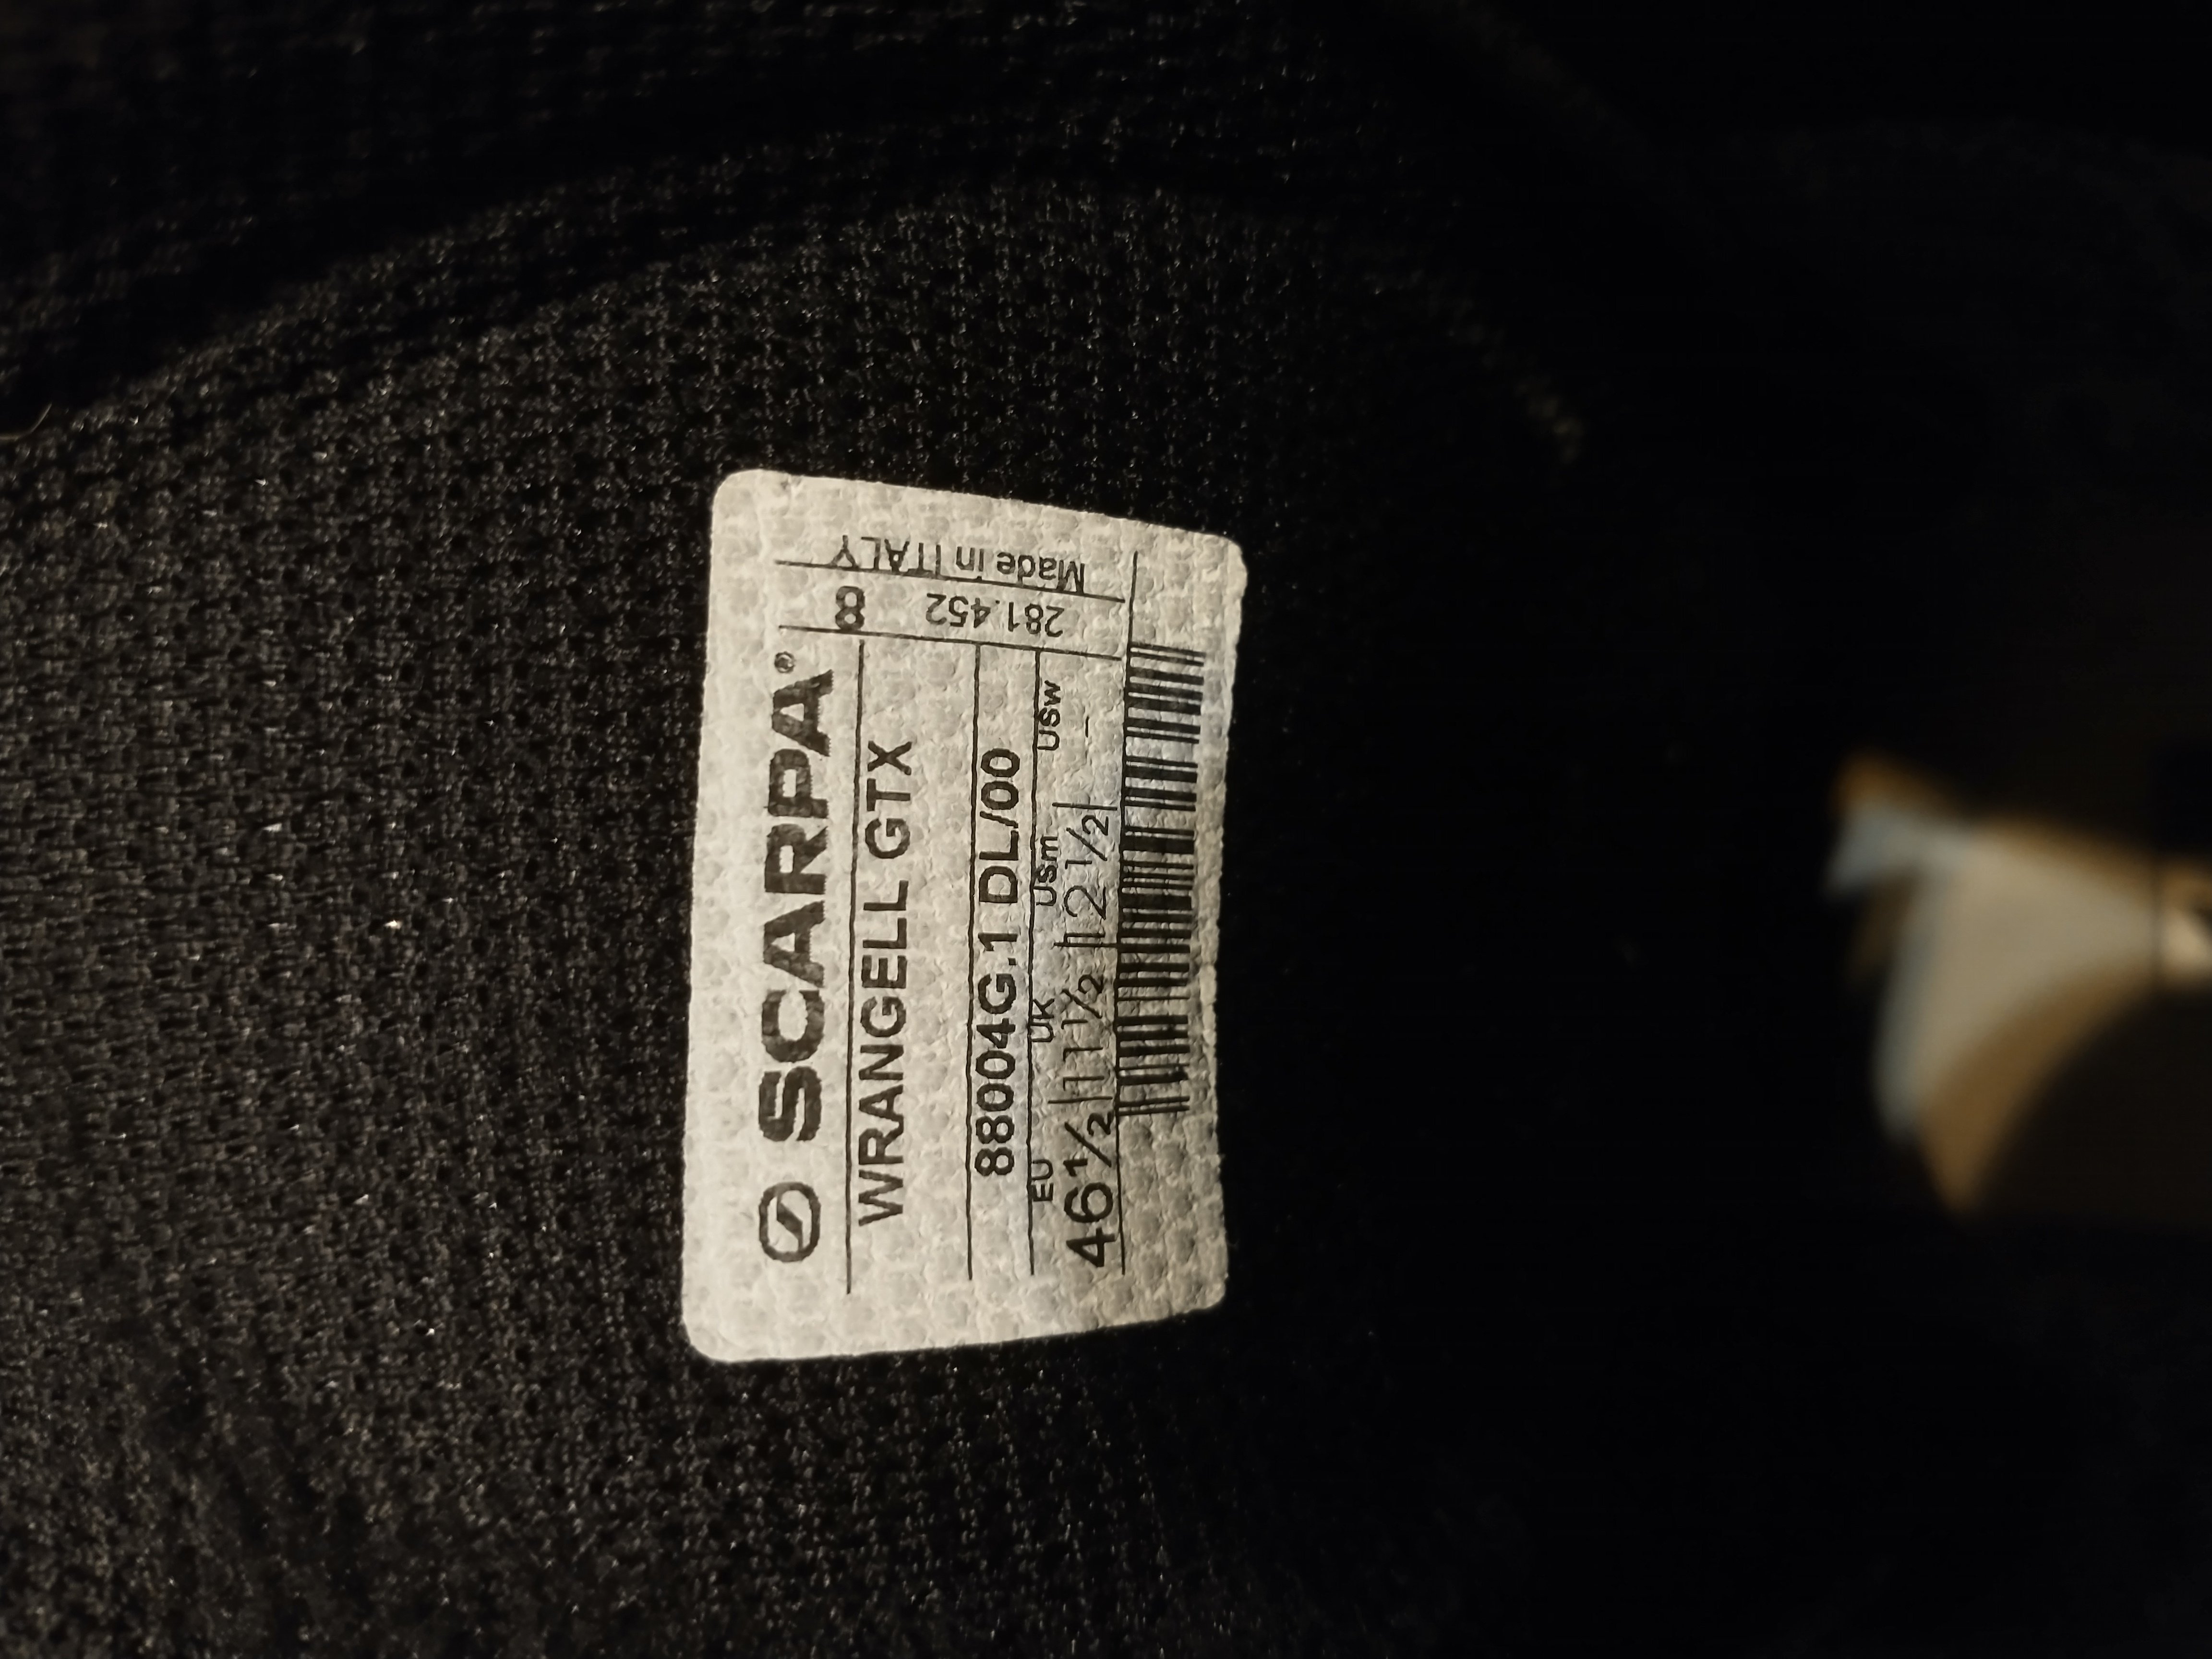 SCARPA®
WRANGELL GTX
88004G.1 DL/00
EU UK USm USw
46½ 11½ 12½ -
8 281.452
Made in ITALY